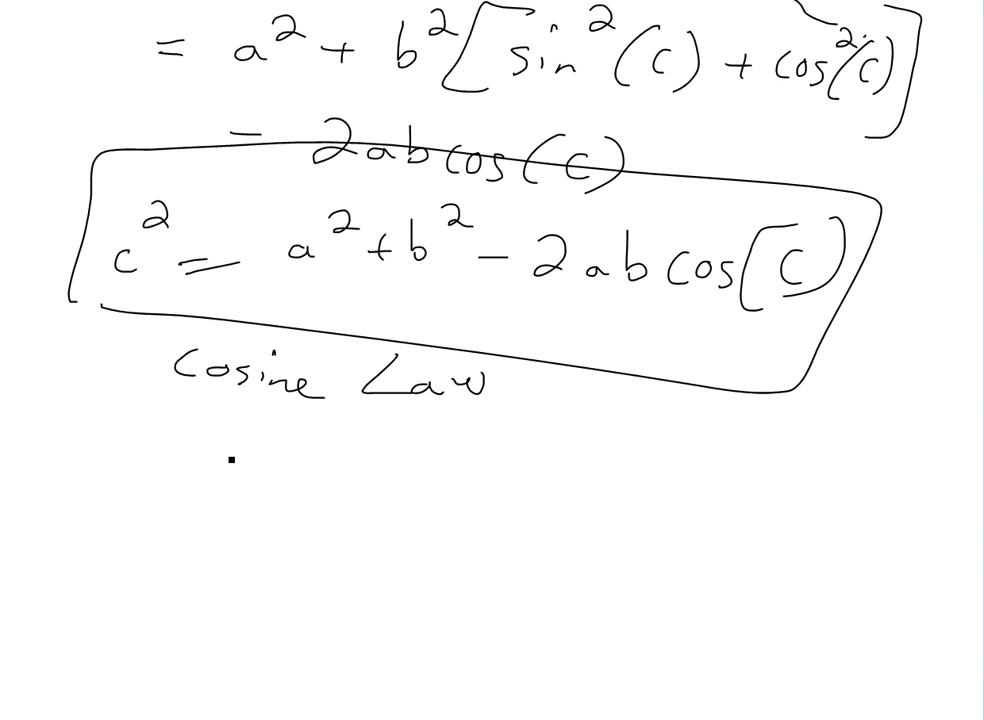 = a² + b² [sin²(C) + cos²(C)]
- 2ab cos(C)
c² = a² + b² - 2ab cos(C)
Cosine Law